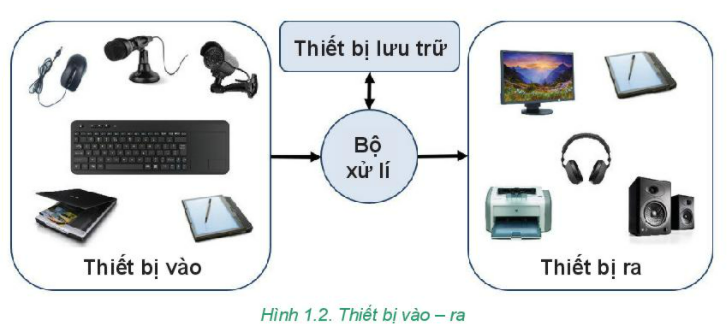 Thiết bị lưu trữ
Bộ
xử lí
Thiết bị vào
Thiết bị ra
Hình 1.2. Thiết bị vào – ra